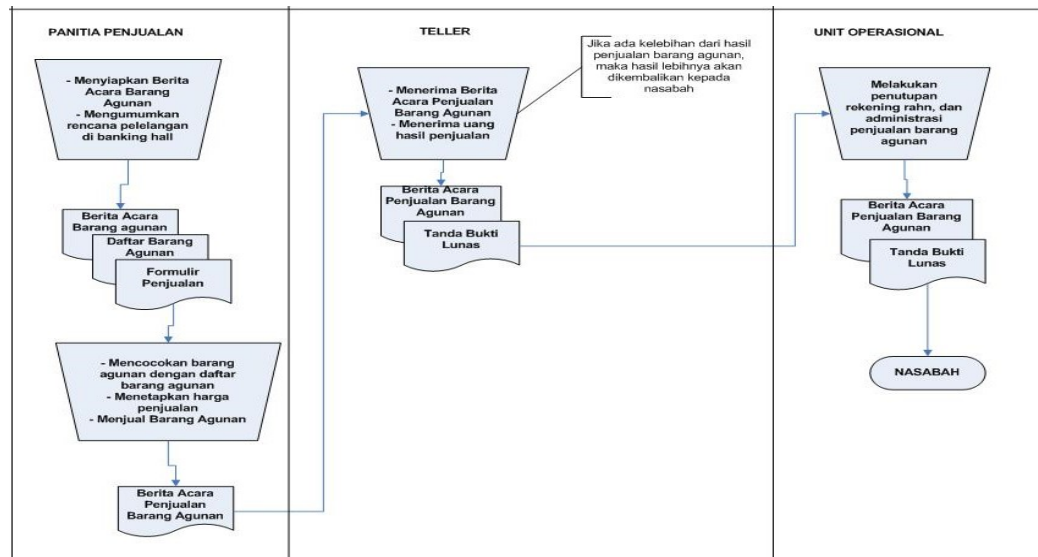 PANITIA PENJUALAN
- Menyiapkan Berita
Acara Barang
Agunan
- Mengumumkan
rencana pelelangan
di banking hall
Berita Acara
Barang agunan
Daftar Barang
Agunan
Formulir
Penjualan
- Mencocokan barang
agunan dengan daftar
barang agunan
- Menetapkan harga
penjualan
- Menjual Barang Agunan
Berita Acara
Penjualan
Barang Agunan
TELLER
Jika ada kelebihan dari hasil
penjualan barang agunan,
maka hasil lebihnya akan
dikembalikan kepada
nasabah
- Menerima Berita
Acara Penjualan
Barang Agunan
- Menerima uang
hasil penjualan
Berita Acara
Penjualan Barang
Agunan
Tanda Bukti
Lunas
UNIT OPERASIONAL
Melakukan
penutupan
rekening rahn, dan
administrasi
penjualan barang
agunan
Berita Acara
Penjualan Barang
Agunan
Tanda Bukti
Lunas
NASABAH